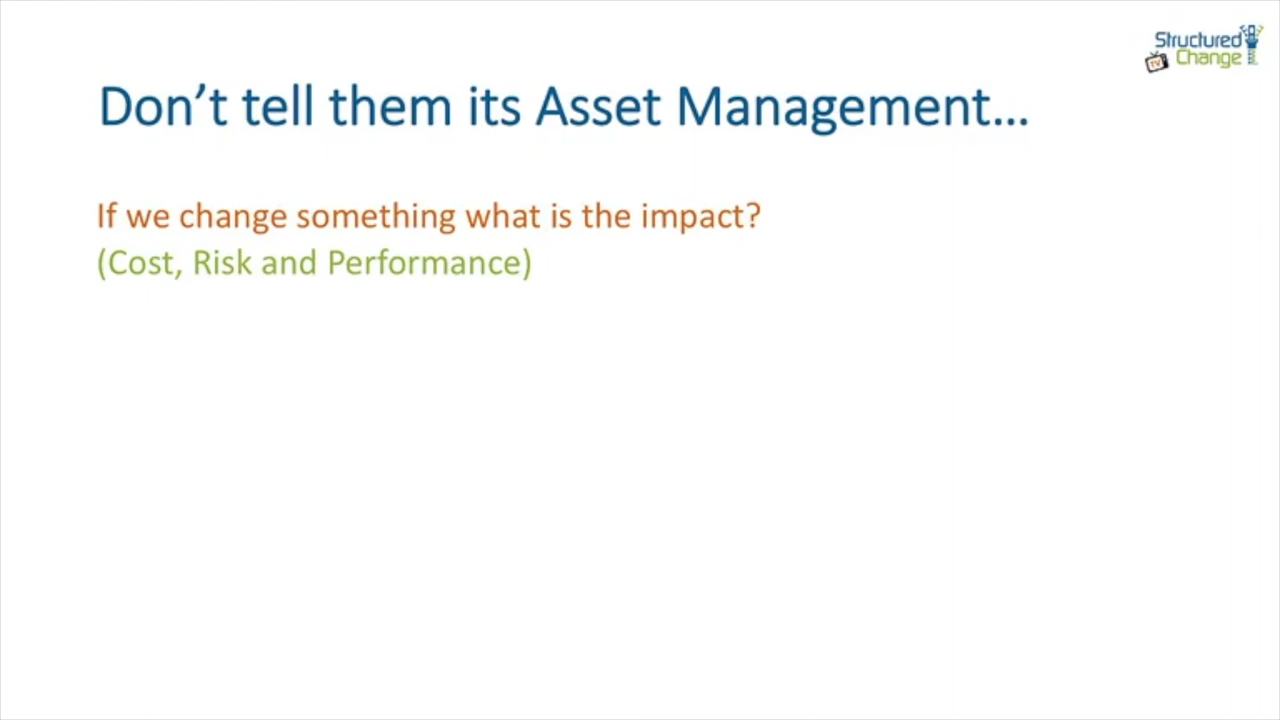 Structured
TV Change
Don't tell them its Asset Management...
If we change something what is the impact?
(Cost, Risk and Performance)